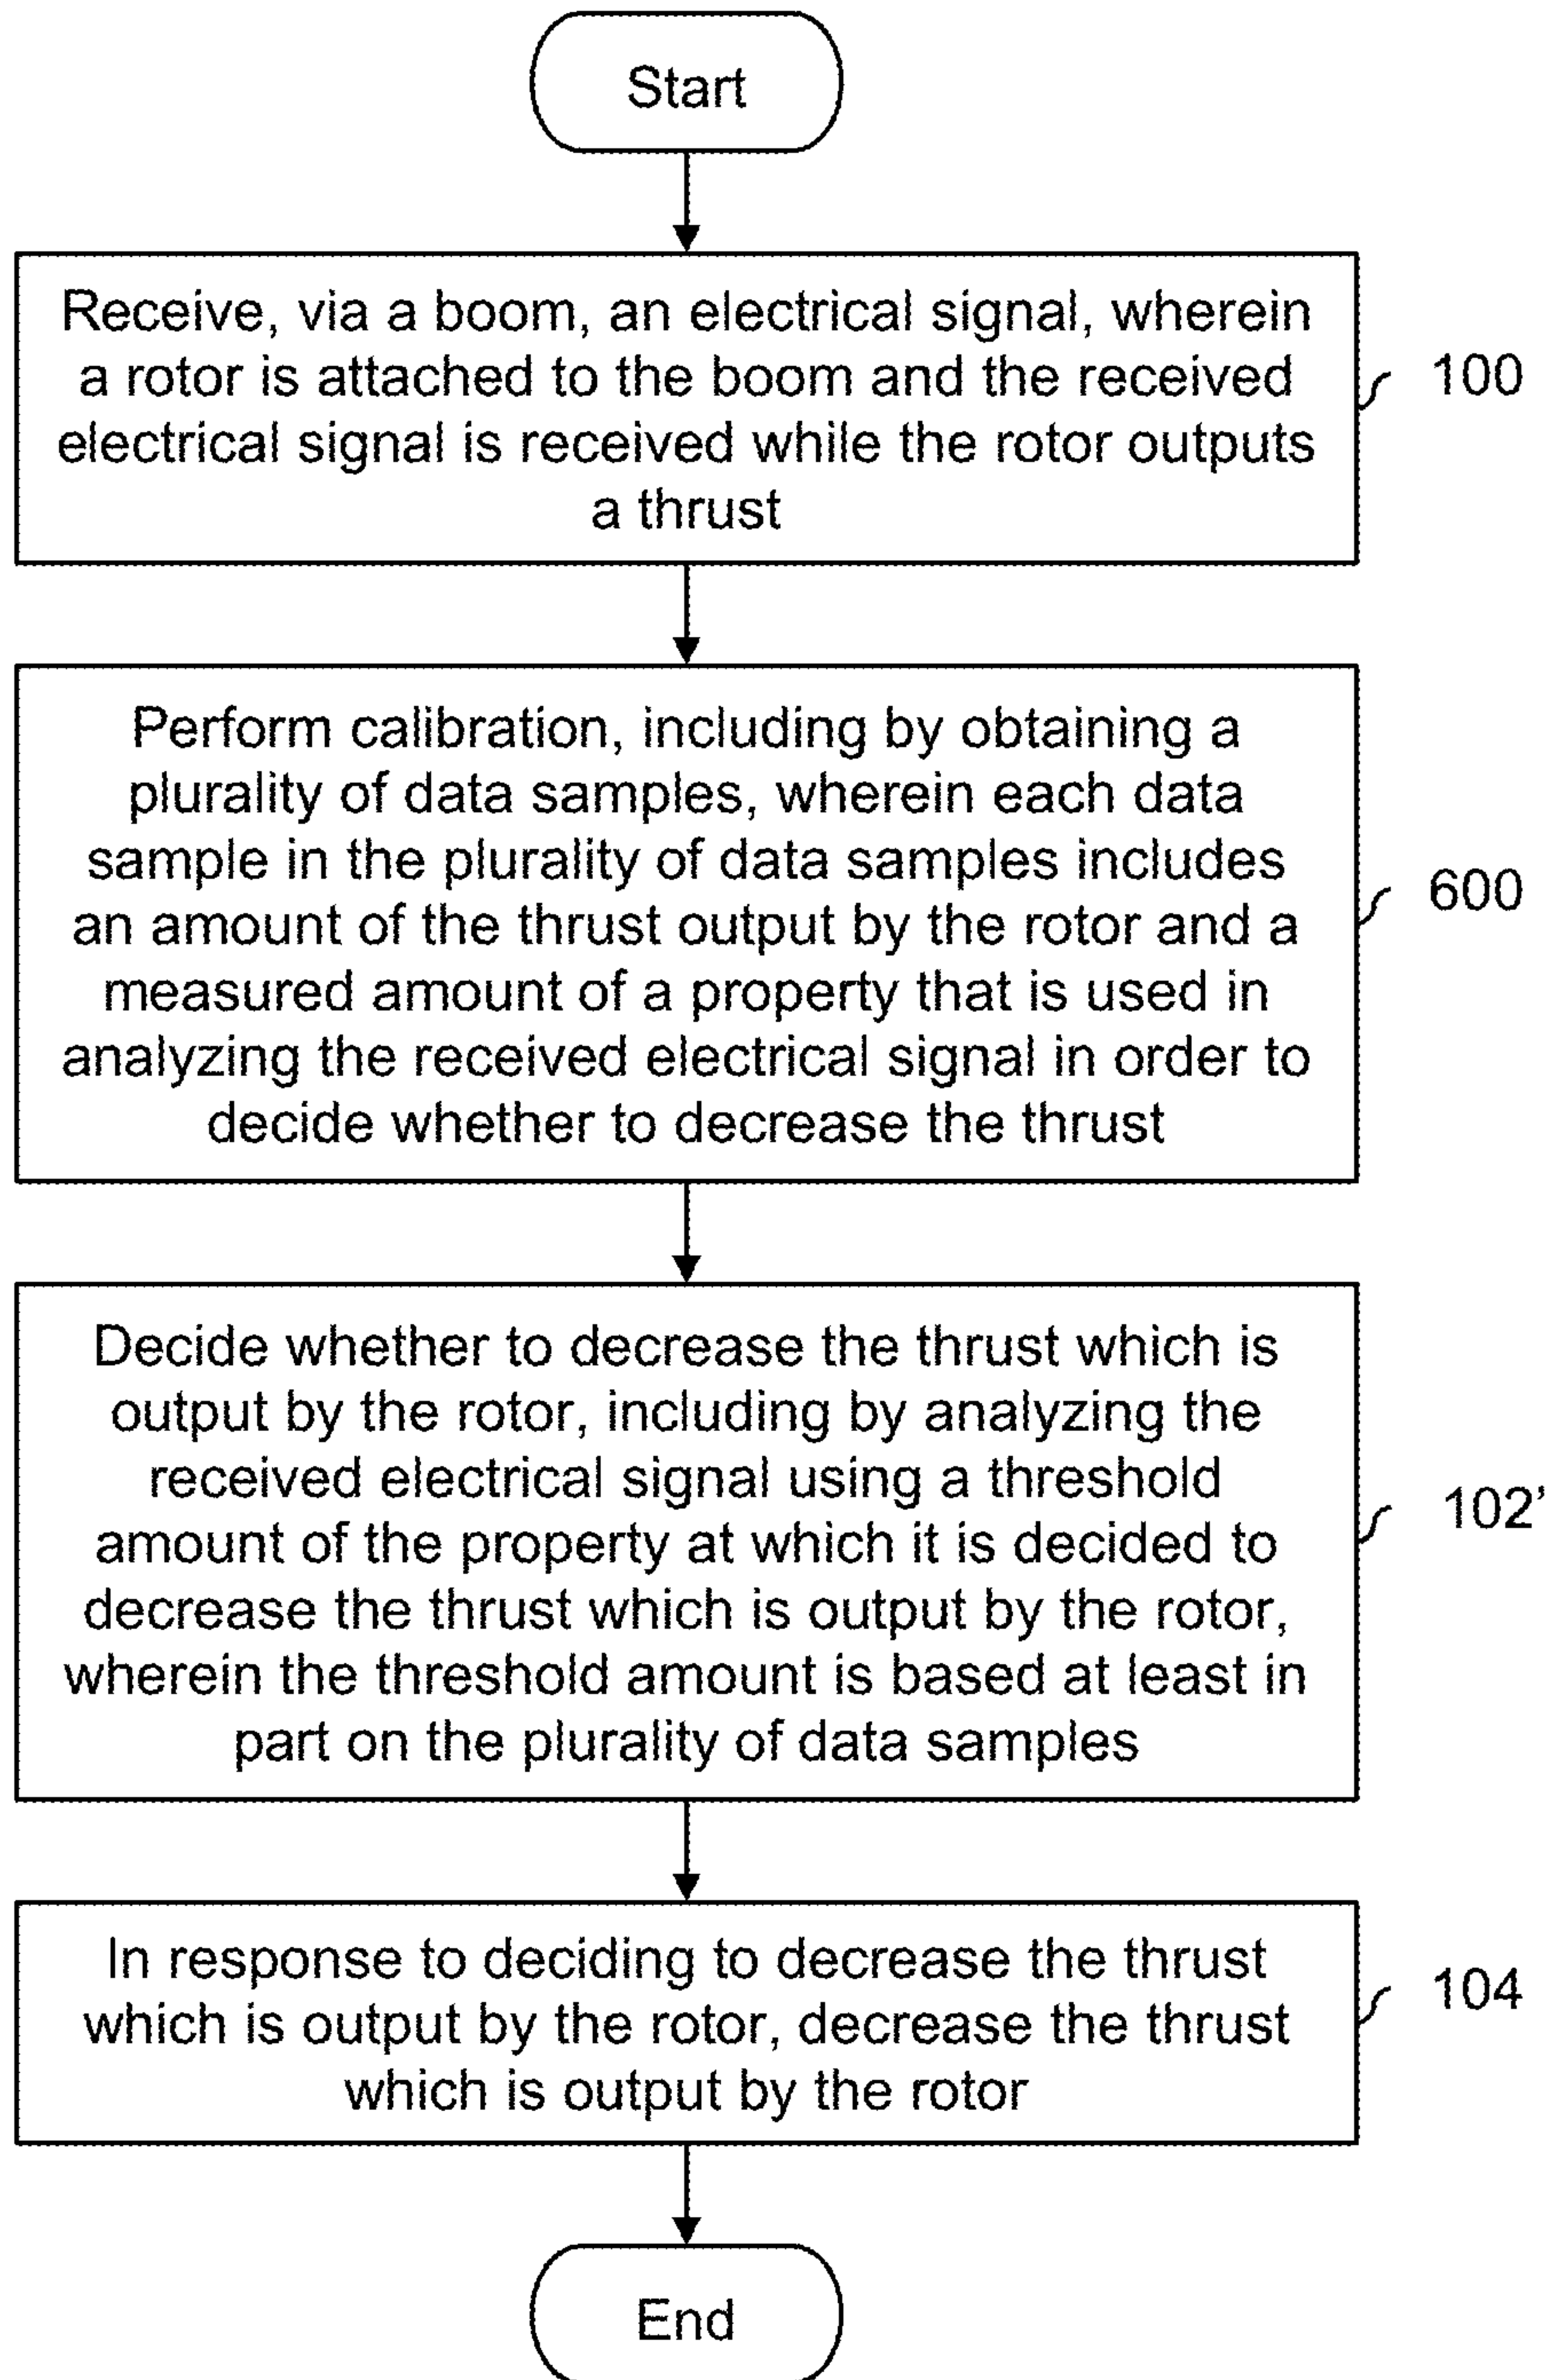 Start
Receive, via a boom, an electrical signal, wherein
a rotor is attached to the boom and the received
electrical signal is received while the rotor outputs
a thrust
100
Perform calibration, including by obtaining a
plurality of data samples, wherein each data
sample in the plurality of data samples includes
an amount of the thrust output by the rotor and a
measured amount of a property that is used in
analyzing the received electrical signal in order to
decide whether to decrease the thrust
600
Decide whether to decrease the thrust which is
output by the rotor, including by analyzing the
received electrical signal using a threshold
amount of the property at which it is decided to
decrease the thrust which is output by the rotor,
wherein the threshold amount is based at least in
part on the plurality of data samples
102’
In response to deciding to decrease the thrust
which is output by the rotor, decrease the thrust
which is output by the rotor
104
End